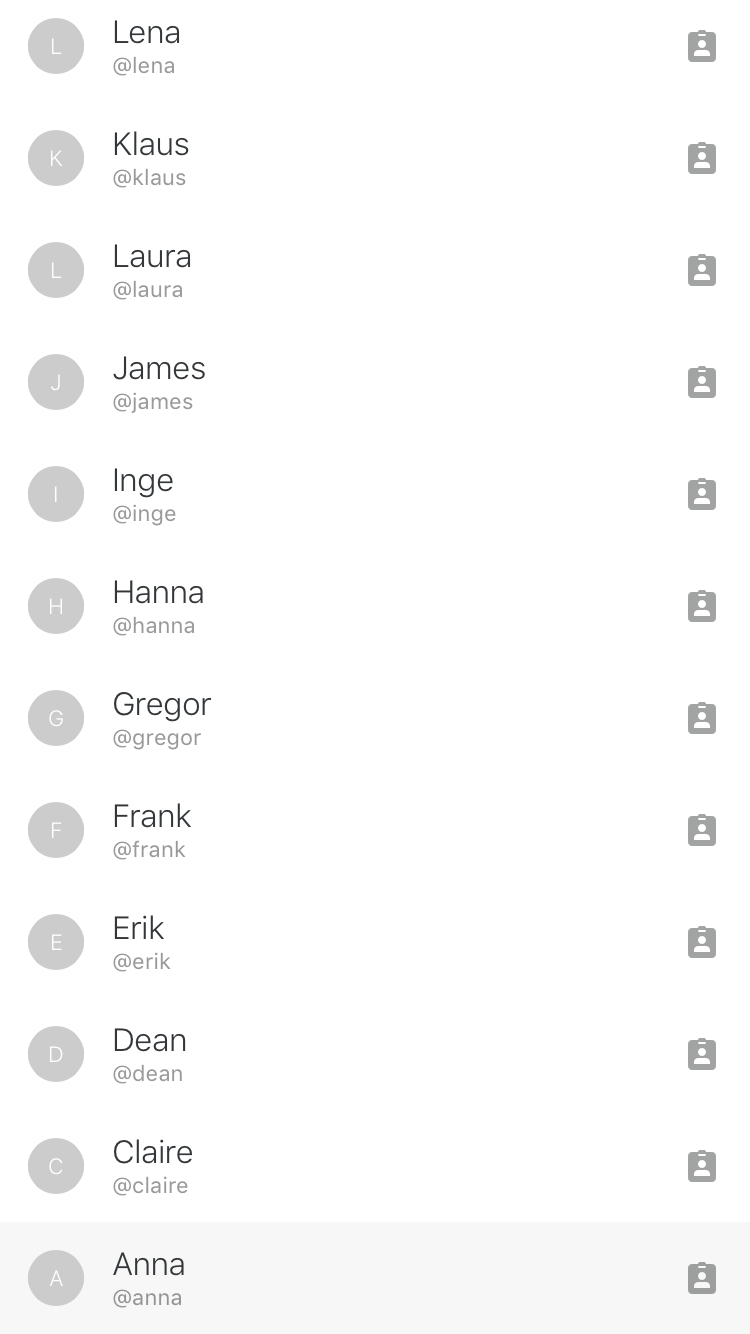 L
Lena
@lena
K
Klaus
@klaus
L
Laura
@laura
J
James
@james
I
Inge
@inge
H
Hanna
@hanna
G
Gregor
@gregor
F
Frank
@frank
E
Erik
@erik
D
Dean
@dean
C
Claire
@claire
A
Anna
@anna